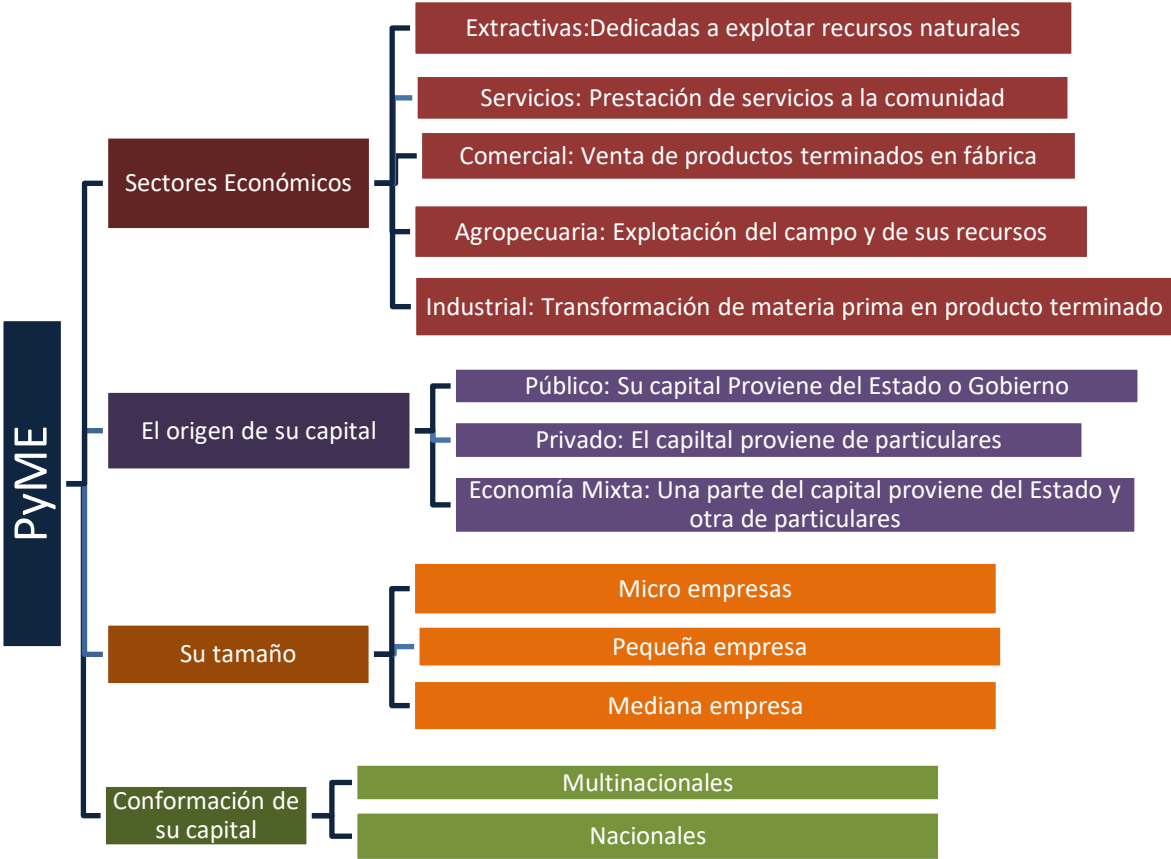 PyME
Sectores Económicos
Extractivas:Dedicadas a explotar recursos naturales
Servicios: Prestación de servicios a la comunidad
Comercial: Venta de productos terminados en fábrica
Agropecuaria: Explotación del campo y de sus recursos
Industrial: Transformación de materia prima en producto terminado
El origen de su capital
Público: Su capital Proviene del Estado o Gobierno
Privado: El capiltal proviene de particulares
Economía Mixta: Una parte del capital proviene del Estado y
otra de particulares
Su tamaño
Micro empresas
Pequeña empresa
Mediana empresa
Conformación de
su capital
Multinacionales
Nacionales